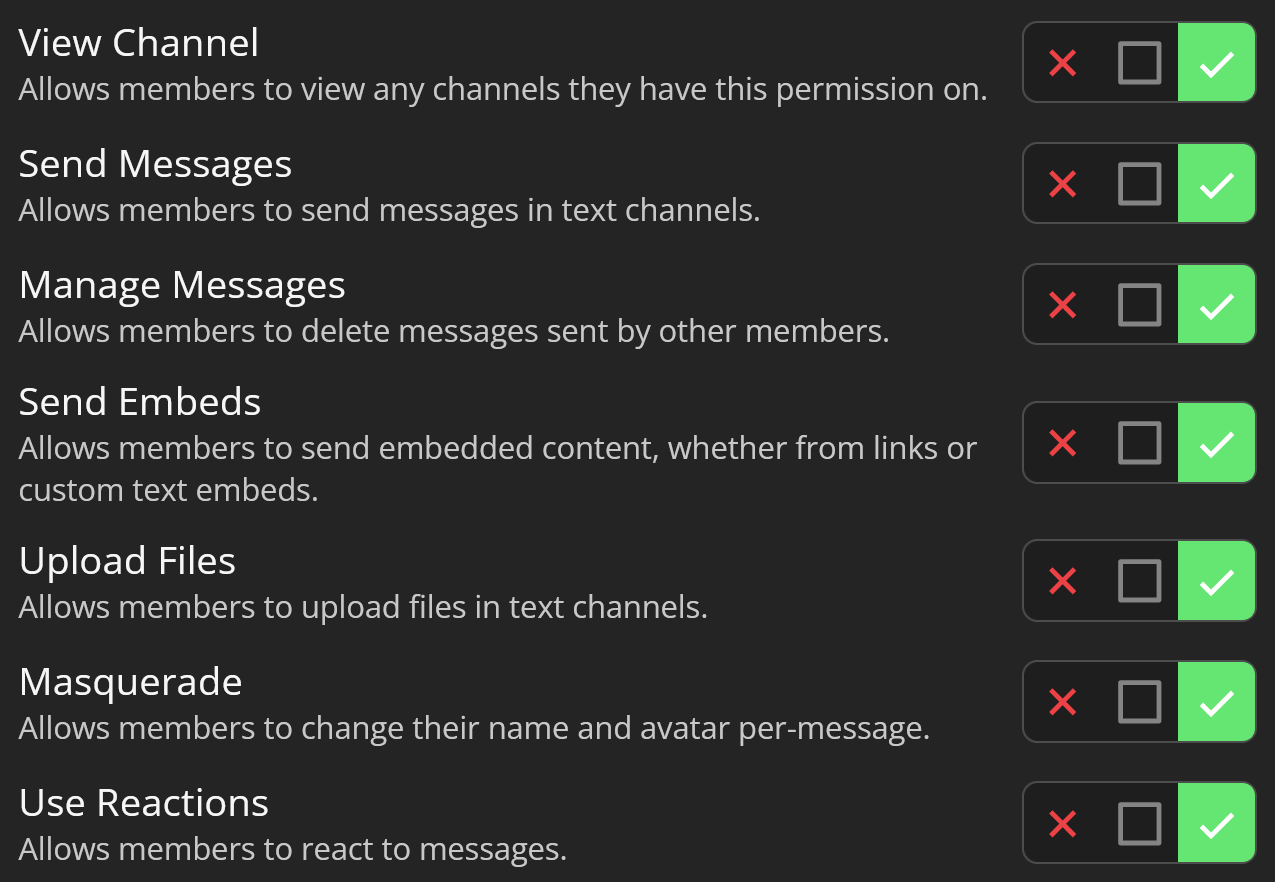 View Channel
Allows members to view any channels they have this permission on.
Send Messages
Allows members to send messages in text channels.
Manage Messages
Allows members to delete messages sent by other members.
Send Embeds
Allows members to send embedded content, whether from links or
custom text embeds.
Upload Files
Allows members to upload files in text channels.
Masquerade
Allows members to change their name and avatar per-message.
Use Reactions
Allows members to react to messages.